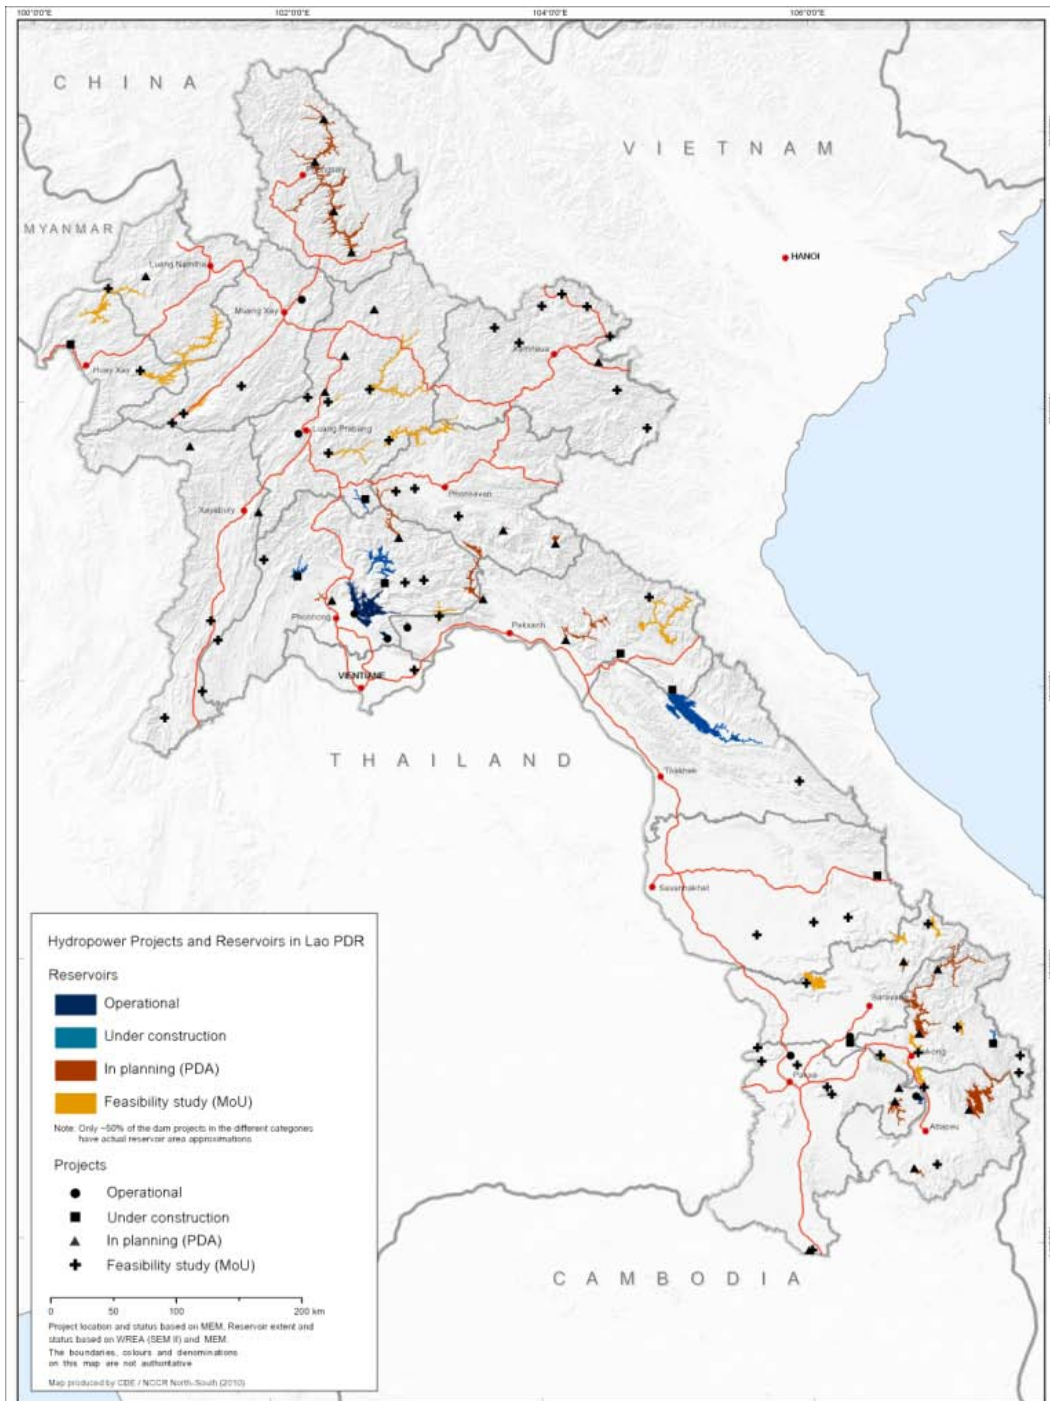 100°0'0"E
102°0'0"E
104°0'0"E
106°0'0"E
CHINA
VIETNAM
MYANMAR
HANOI
Luang Namtha
Muang Xay
Huay Xay
Xamneua
Luang Prabang
Phonsavan
Xayabury
Phonhong
Pakxanh
VIENTIANE
THAILAND
Thakhek
Savannakhet
Saravane
Pakse
Attapeu
CAMBODIA
Hydropower Projects and Reservoirs in Lao PDR
Reservoirs
Operational
Under construction
In planning (PDA)
Feasibility study (MoU)
Note: Only ~50% of the dam projects in the different categories
have actual reservoir area approximations
Projects
Operational
Under construction
In planning (PDA)
Feasibility study (MoU)
0 50 100 200 km
Project location and status based on MEM, Reservoir extent and
status based on WREA (SEM II) and MEM.
The boundaries, colours and denominations
on this map are not authoritative
Map produced by CDE / NCCR North-South (2010)